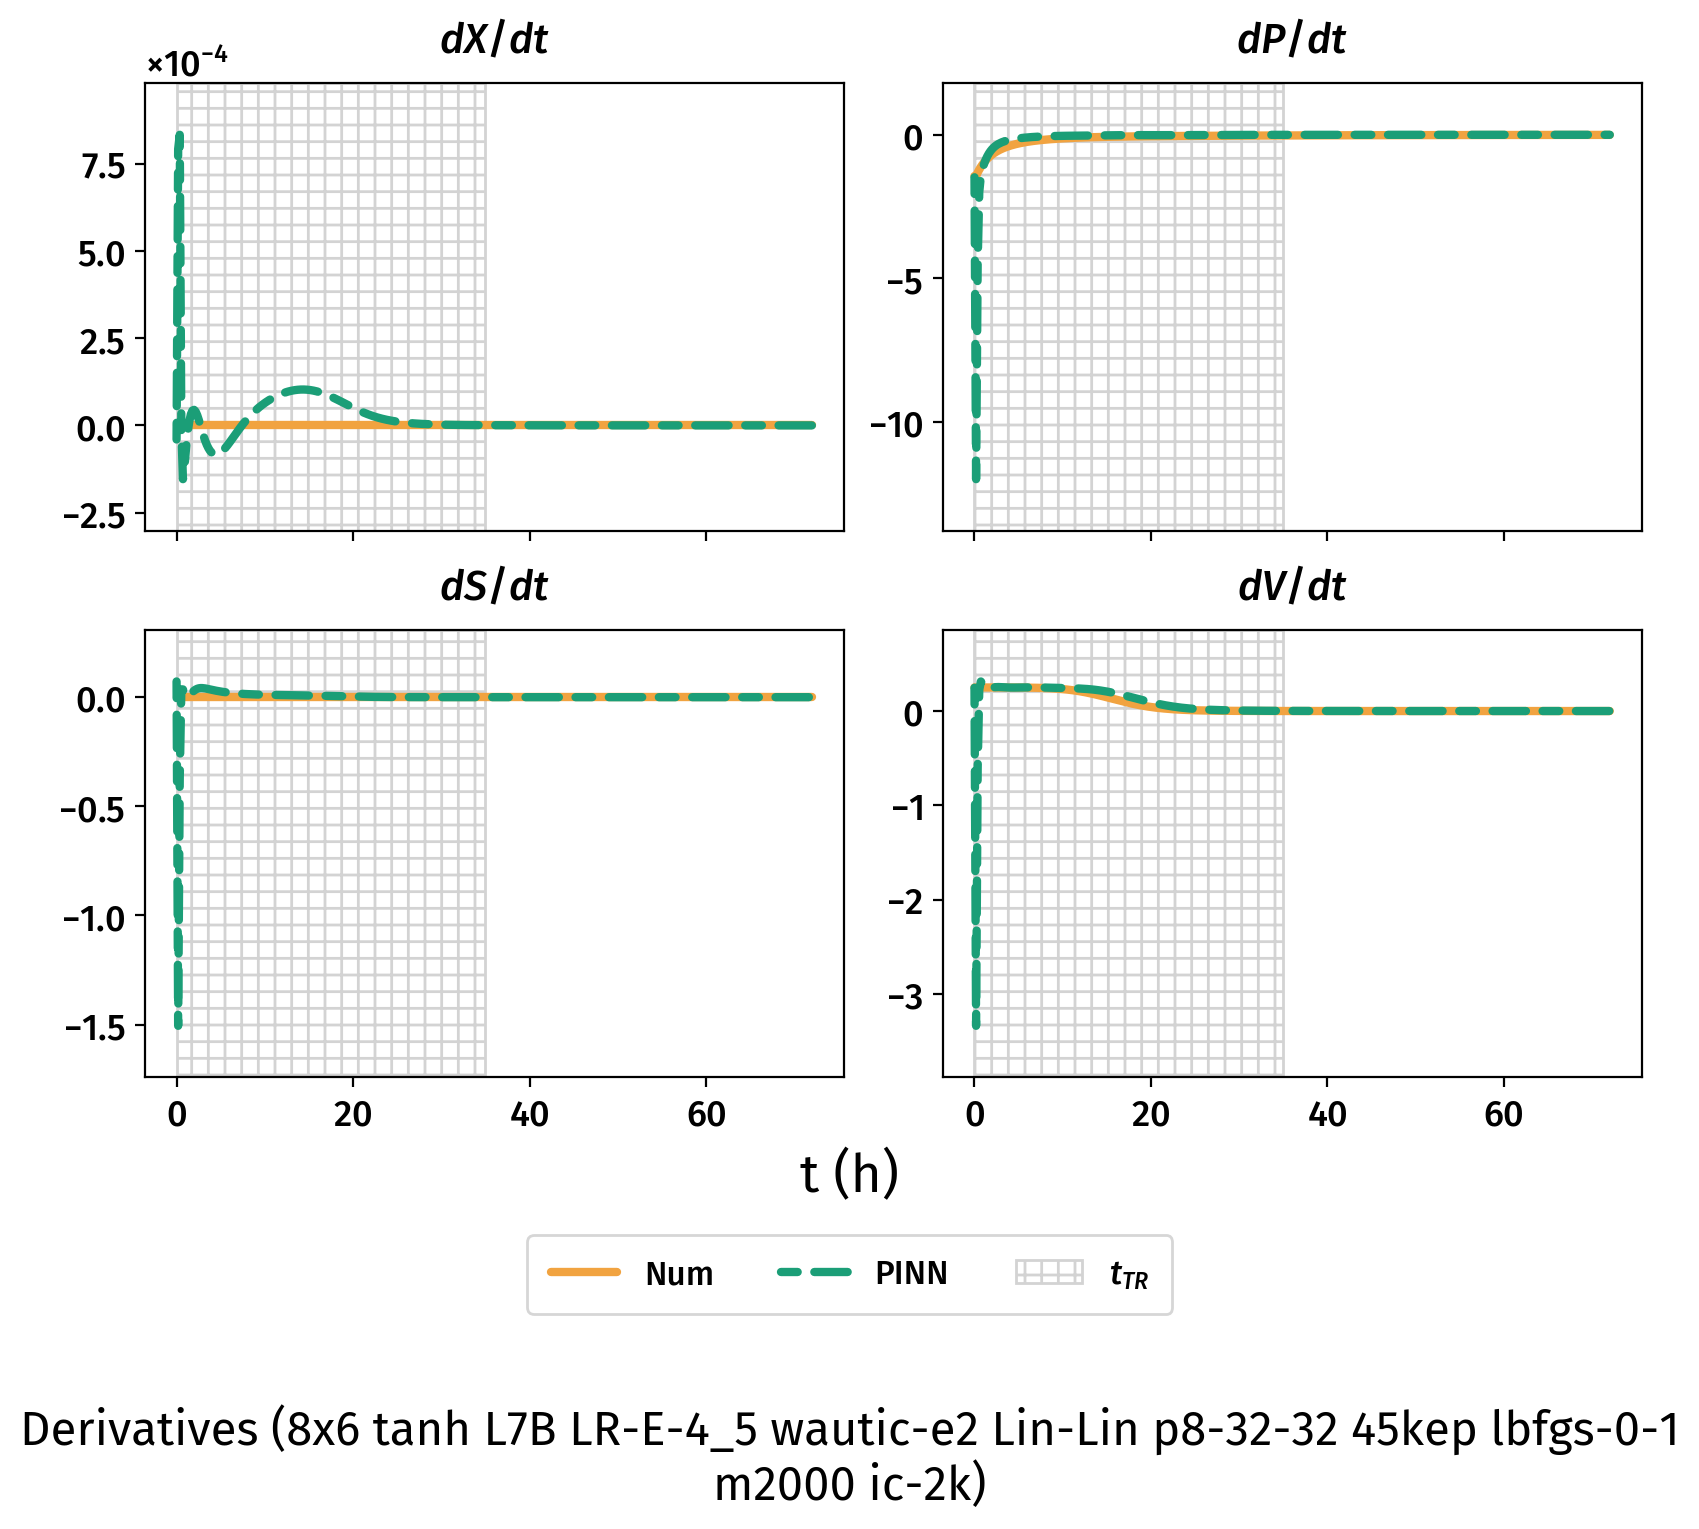 dX/dt
dP/dt
×10⁻⁴
7.5
5.0
2.5
0.0
−2.5
0
−5
−10
dS/dt
dV/dt
0.0
−0.5
−1.0
−1.5
0
−1
−2
−3
0 20 40 60
0 20 40 60
t (h)
Num PINN t_TR
Derivatives (8x6 tanh L7B LR-E-4_5 wautic-e2 Lin-Lin p8-32-32 45kep lbfgs-0-1
m2000 ic-2k)